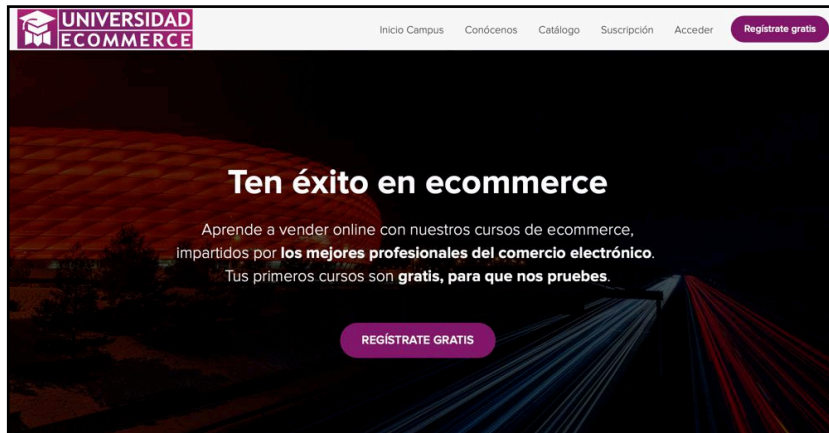 UNIVERSIDAD
ECOMMERCE
Inicio Campus Conócenos Catálogo Suscripción Acceder Regístrate gratis
Ten éxito en ecommerce
Aprende a vender online con nuestros cursos de ecommerce,
impartidos por los mejores profesionales del comercio electrónico.
Tus primeros cursos son gratis, para que nos pruebes.
REGÍSTRATE GRATIS